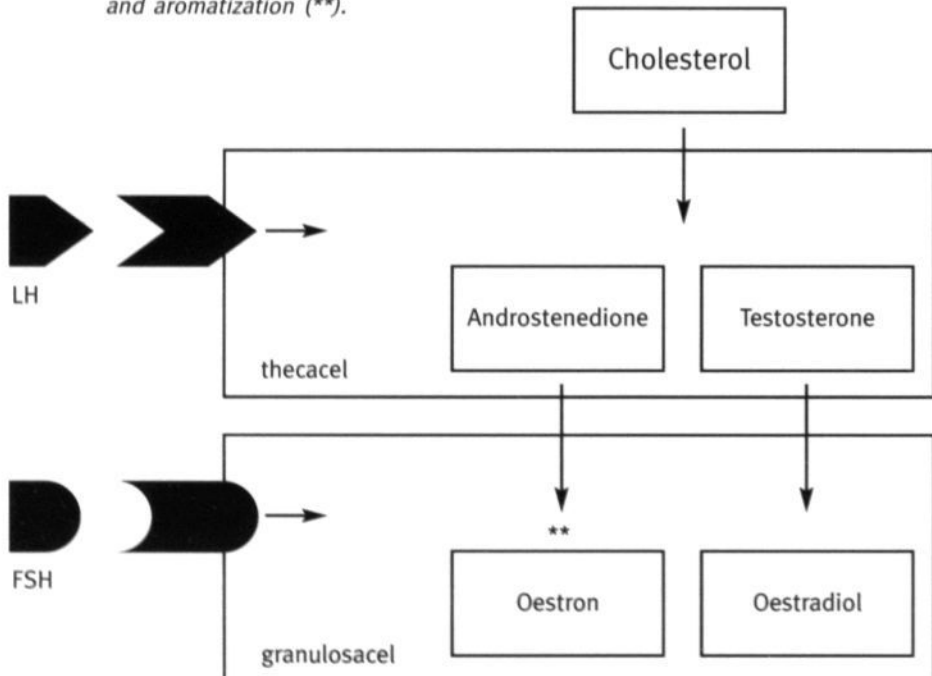 and aromatization (**).
Cholesterol
LH
Androstenedione
Testosterone
thecacel
FSH
**
Oestron
Oestradiol
granulosacel